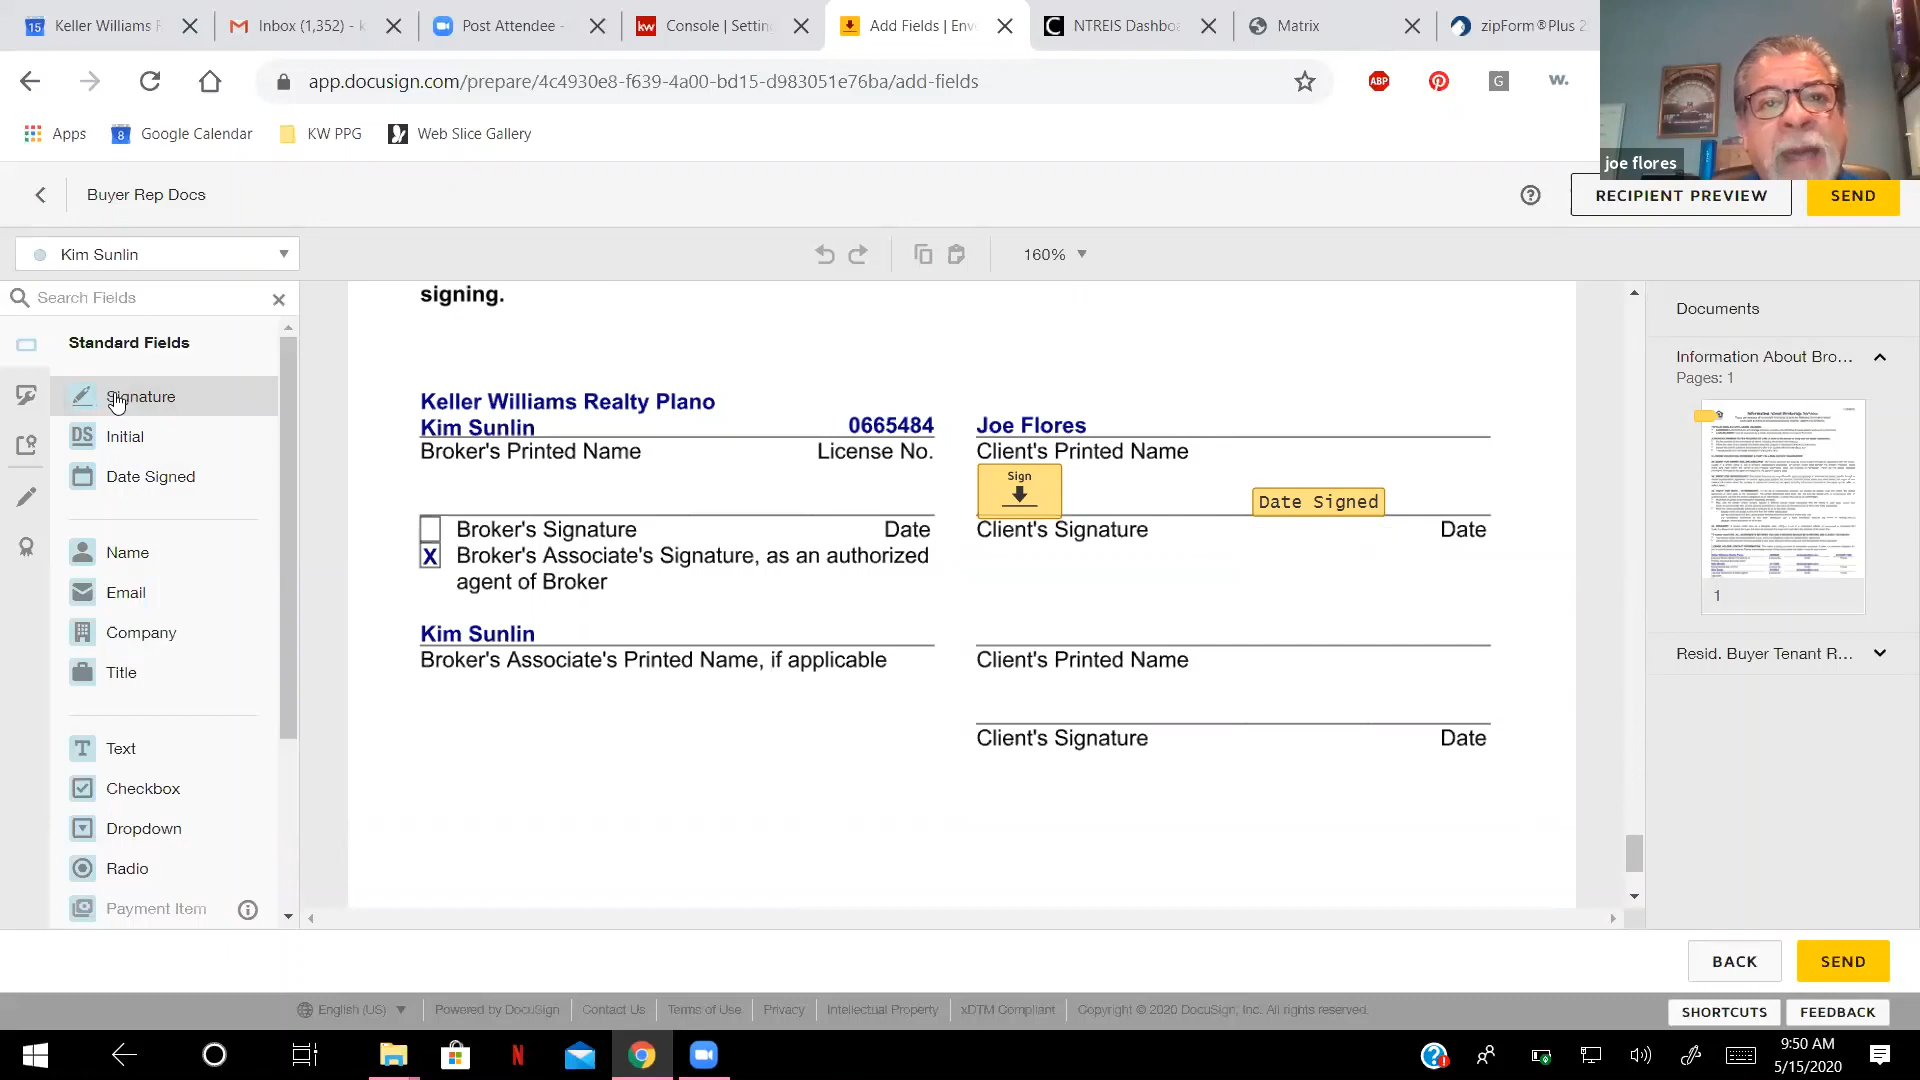 Keller Williams F
Inbox (1,352) - k
Post Attendee -
kw
Console | Setting
Add Fields | Enve
NTREIS Dashbo
Matrix
zipForm®Plus 2
app.docusign.com/prepare/4c4930e8-f639-4a00-bd15-d983051e76ba/add-fields
ABP
G
w.
Apps
8
Google Calendar
KW PPG
Web Slice Gallery
joe flores
Buyer Rep Docs
RECIPIENT PREVIEW
SEND
Kim Sunlin
160%
Search Fields
Standard Fields
Signature
DS Initial
Date Signed
Name
Email
Company
Title
Text
Checkbox
Dropdown
Radio
Payment Item
signing.
Keller Williams Realty Plano
Kim Sunlin 0665484
Broker's Printed Name License No.
Joe Flores
Client's Printed Name
Sign
Date Signed
Broker's Signature Date
Client's Signature Date
X Broker's Associate's Signature, as an authorized
agent of Broker
Kim Sunlin
Broker's Associate's Printed Name, if applicable
Client's Printed Name
Client's Signature Date
Documents
Information About Bro...
Pages: 1
1
Resid. Buyer Tenant R...
BACK
SEND
English (US)
Powered by DocuSign
Contact Us
Terms of Use
Privacy
Intellectual Property
xDTM Compliant
Copyright © 2020 DocuSign, Inc. All rights reserved.
SHORTCUTS
FEEDBACK
9:50 AM
5/15/2020